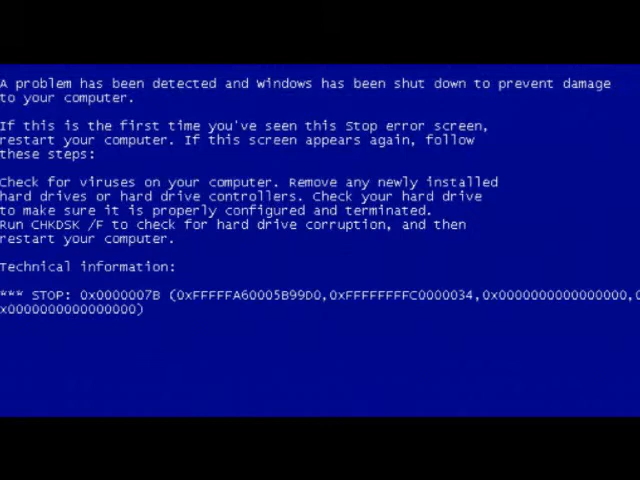 A problem has been detected and Windows has been shut down to prevent damage
to your computer.
If this is the first time you've seen this Stop error screen,
restart your computer. If this screen appears again, follow
these steps:
Check for viruses on your computer. Remove any newly installed
hard drives or hard drive controllers. Check your hard drive
to make sure it is properly configured and terminated.
Run CHKDSK /F to check for hard drive corruption, and then
restart your computer.
Technical information:
*** STOP: 0x0000007B (0xFFFFFA60005B99D0,0xFFFFFFFFC0000034,0x0000000000000000,0
x0000000000000000)